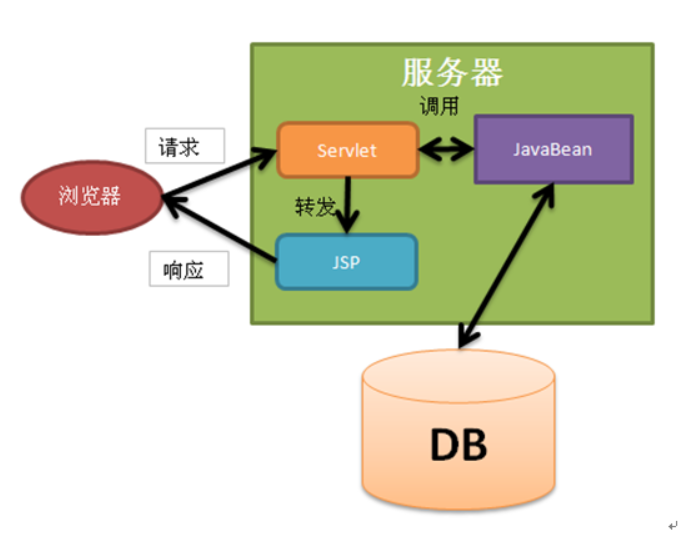 服务器
调用
请求
Servlet
JavaBean
浏览器
转发
响应
JSP
DB